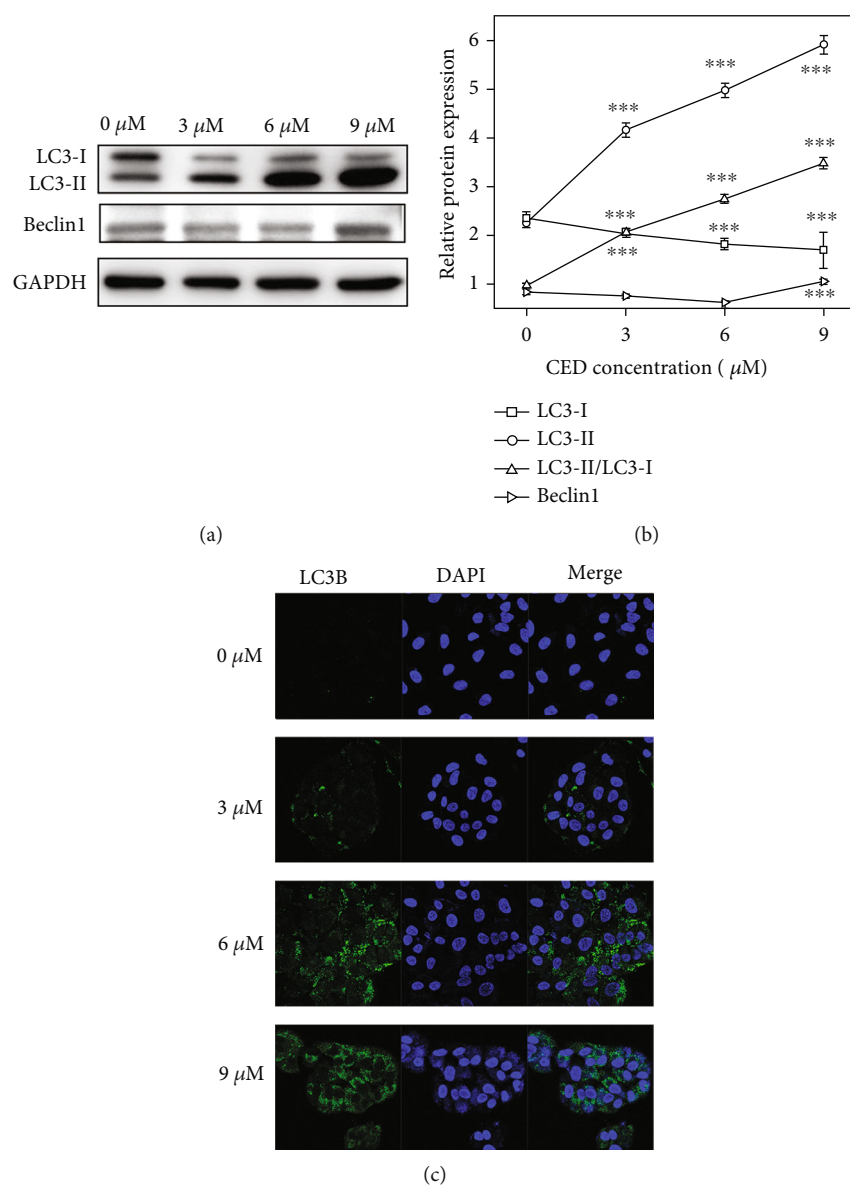 0 μM 3 μM 6 μM 9 μM
LC3-I
LC3-II
Beclin1
GAPDH
(a)
Relative protein expression
6
5
4
3
2
1
*** *** ***
*** *** ***
*** *** ***
***
0 3 6 9
CED concentration ( μM)
LC3-I
LC3-II
LC3-II/LC3-I
Beclin1
(b)
LC3B DAPI Merge
0 μM
3 μM
6 μM
9 μM
(c)